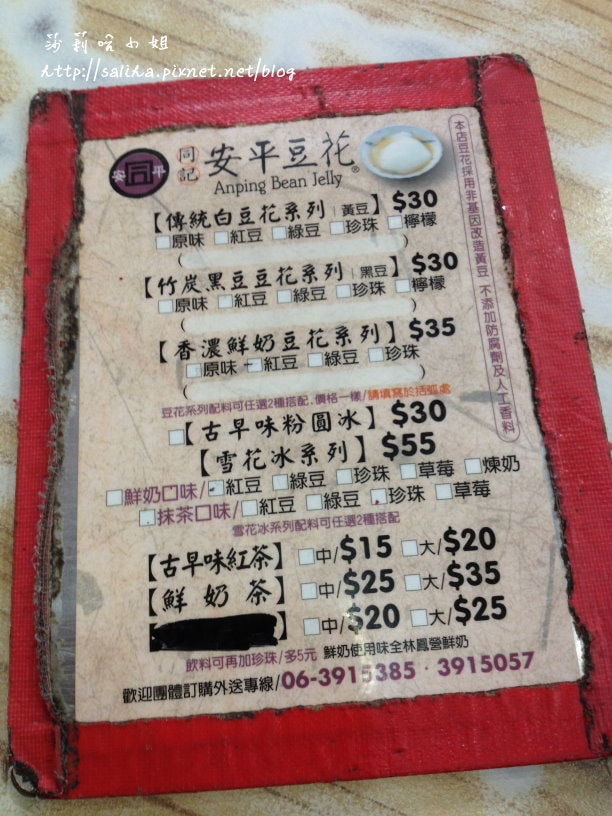 莎莉哈小姐
http://saliha.pixnet.net/blog
安同平
同記 安平豆花®
Anping Bean Jelly
本店豆花採用非基因改造黃豆 不添加防腐劑及人工香料
【傳統白豆花系列|黃豆】$30
□原味 □紅豆 □綠豆 □珍珠 □檸檬
( )
【竹炭黑豆豆花系列|黑豆】$30
□原味 □紅豆 □綠豆 □珍珠 □檸檬
( )
【香濃鮮奶豆花系列】$35
□原味 □紅豆 □綠豆 □珍珠
( )
豆花系列配料可任選2種搭配,價格一樣/請填寫於括弧處
□【古早味粉圓冰】$30
【雪花冰系列】$55
□鮮奶口味/□紅豆 □綠豆 □珍珠 □草莓 □煉奶
□抹茶口味/□紅豆 □綠豆 □珍珠 □草莓
雪花冰系列配料可任選2種搭配
【古早味紅茶】□中/$15 □大/$20
【鮮奶茶】□中/$25 □大/$35
□中/$20 □大/$25
飲料可再加珍珠/多5元 鮮奶使用味全林鳳營鮮奶
歡迎團體訂購外送專線/06-3915385・3915057